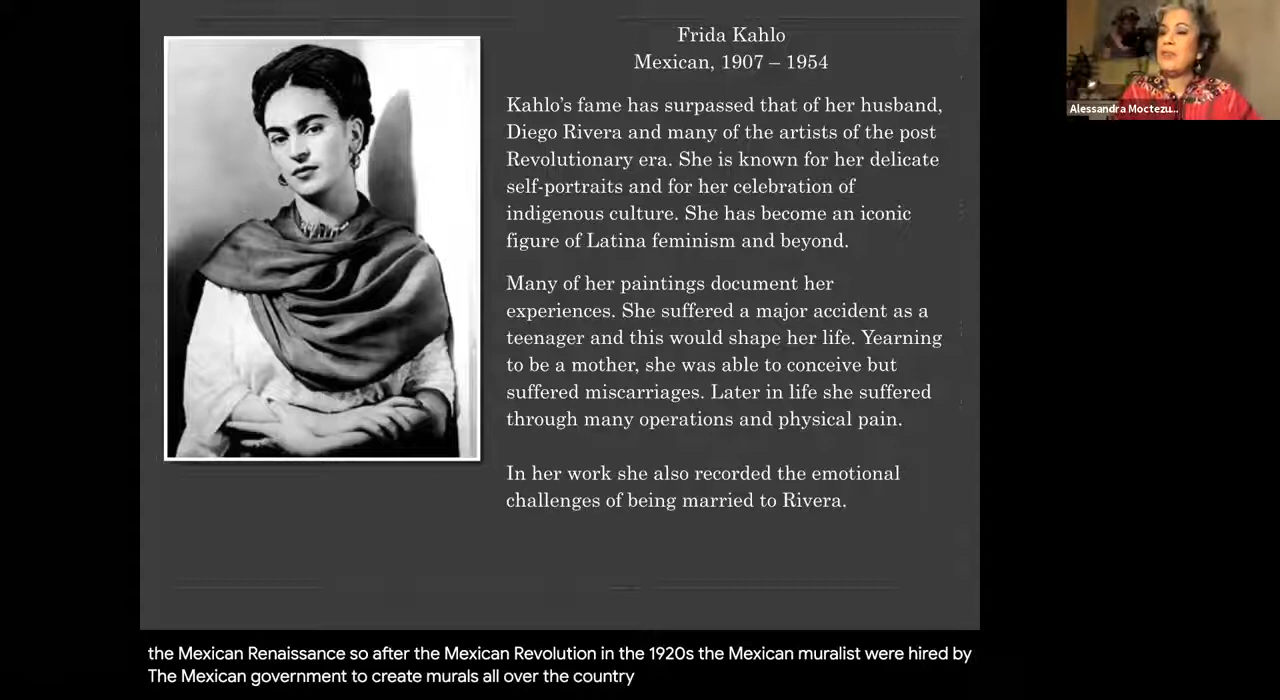 Frida Kahlo
Mexican, 1907 – 1954
Kahlo's fame has surpassed that of her husband,
Diego Rivera and many of the artists of the post
Revolutionary era. She is known for her delicate
self-portraits and for her celebration of
indigenous culture. She has become an iconic
figure of Latina feminism and beyond.
Many of her paintings document her
experiences. She suffered a major accident as a
teenager and this would shape her life. Yearning
to be a mother, she was able to conceive but
suffered miscarriages. Later in life she suffered
through many operations and physical pain.
In her work she also recorded the emotional
challenges of being married to Rivera.
Alessandra Moctezu...
the Mexican Renaissance so after the Mexican Revolution in the 1920s the Mexican muralist were hired by
The Mexican government to create murals all over the country